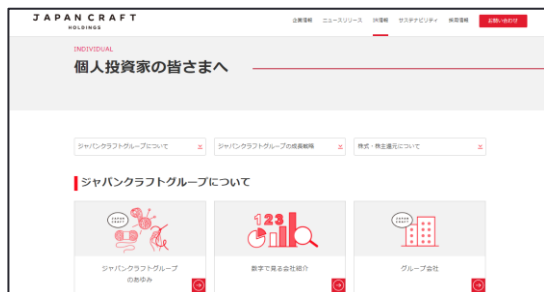 JAPAN CRAFT
HOLDINGS
企業情報 ニュースリリース IR情報 サステナビリティ 採用情報 お問い合わせ
INDIVIDUAL
個人投資家の皆さまへ
ジャパンクラフトグループについて
ジャパンクラフトグループの成長戦略
株式・株主還元について
ジャパンクラフトグループについて
JAPAN
CRAFT
123
JAPAN
CRAFT
ジャパンクラフトグループ
のあゆみ
数字で見る会社紹介
グループ会社